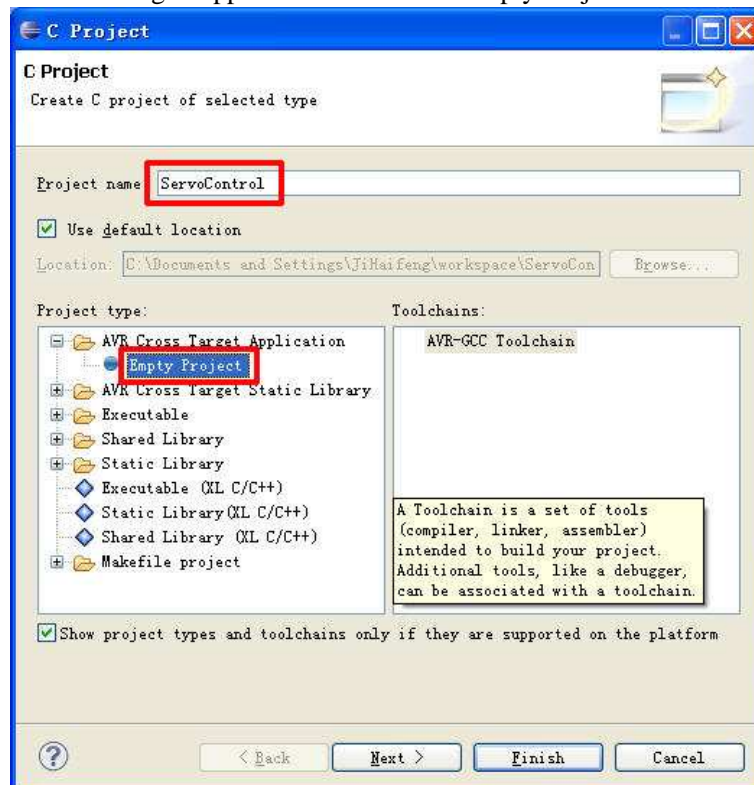 C Project
C Project
Create C project of selected type
Project name: ServoControl
Use default location
Location: C:\Documents and Settings\JiHaifeng\workspace\ServoCon Browse...
Project type: Toolchains:
AVR Cross Target Application AVR-GCC Toolchain
Empty Project
AVR Cross Target Static Library
Executable
Shared Library
Static Library
Executable (XL C/C++)
Static Library(XL C/C++)
Shared Library (XL C/C++)
Makefile project
A Toolchain is a set of tools
(compiler, linker, assembler)
intended to build your project.
Additional tools, like a debugger,
can be associated with a toolchain.
Show project types and toolchains only if they are supported on the platform
? < Back Next > Finish Cancel